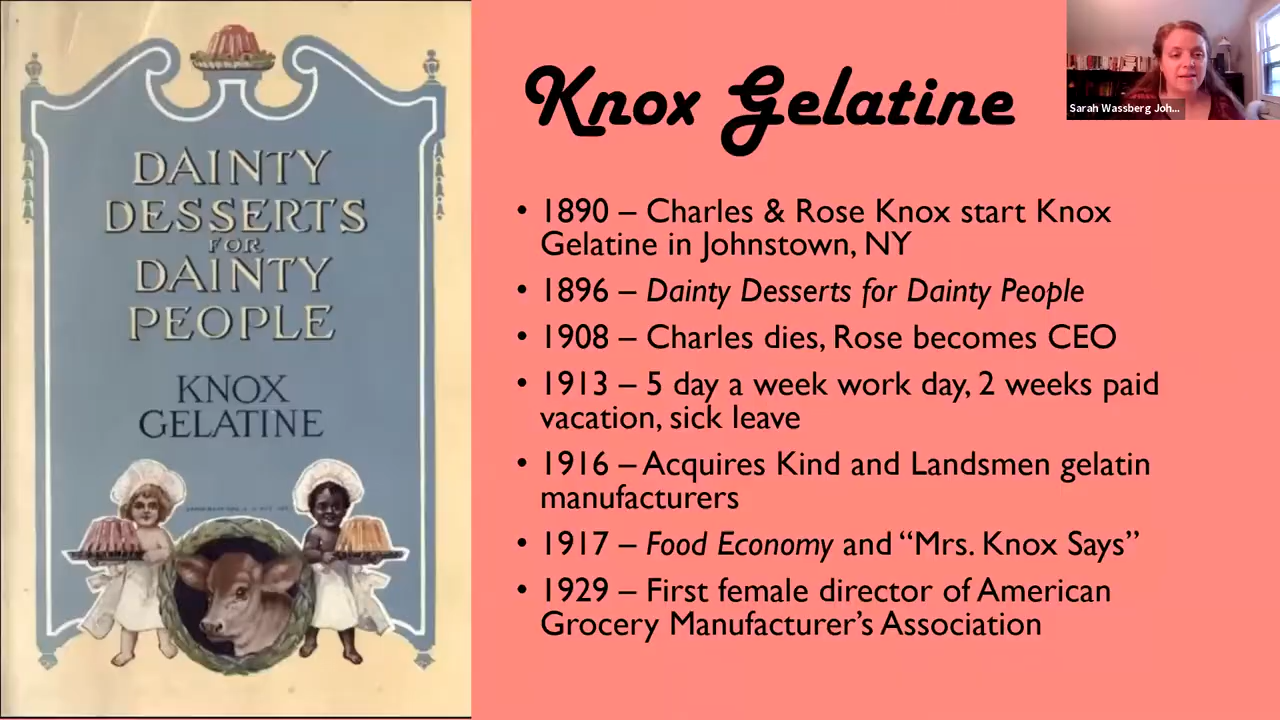 DAINTY
DESSERTS
FOR
DAINTY
PEOPLE
KNOX
GELATINE
Knox Gelatine
Sarah Wassberg Joh...
• 1890 – Charles & Rose Knox start Knox
Gelatine in Johnstown, NY
• 1896 – Dainty Desserts for Dainty People
• 1908 – Charles dies, Rose becomes CEO
• 1913 – 5 day a week work day, 2 weeks paid
vacation, sick leave
• 1916 – Acquires Kind and Landsmen gelatin
manufacturers
• 1917 – Food Economy and “Mrs. Knox Says”
• 1929 – First female director of American
Grocery Manufacturer’s Association